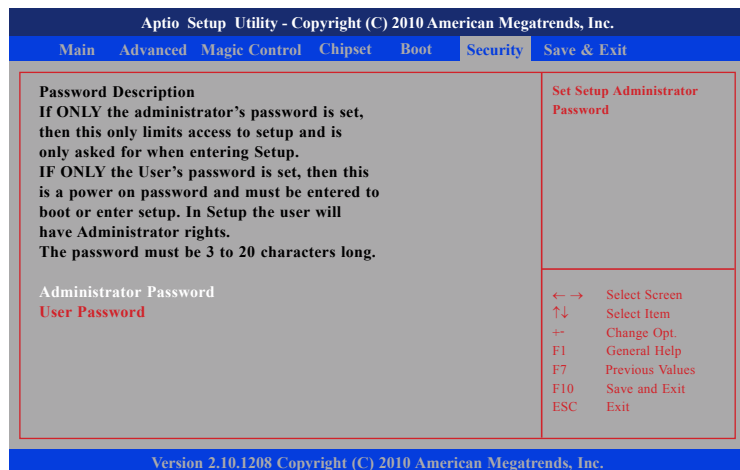 Aptio Setup Utility - Copyright (C) 2010 American Megatrends, Inc.
Main Advanced Magic Control Chipset Boot Security Save & Exit
Password Description
If ONLY the administrator's password is set,
then this only limits access to setup and is
only asked for when entering Setup.
IF ONLY the User's password is set, then this
is a power on password and must be entered to
boot or enter setup. In Setup the user will
have Administrator rights.
The password must be 3 to 20 characters long.
Administrator Password
User Password
Set Setup Administrator
Password
←→ Select Screen
↑↓ Select Item
+- Change Opt.
F1 General Help
F7 Previous Values
F10 Save and Exit
ESC Exit
Version 2.10.1208 Copyright (C) 2010 American Megatrends, Inc.